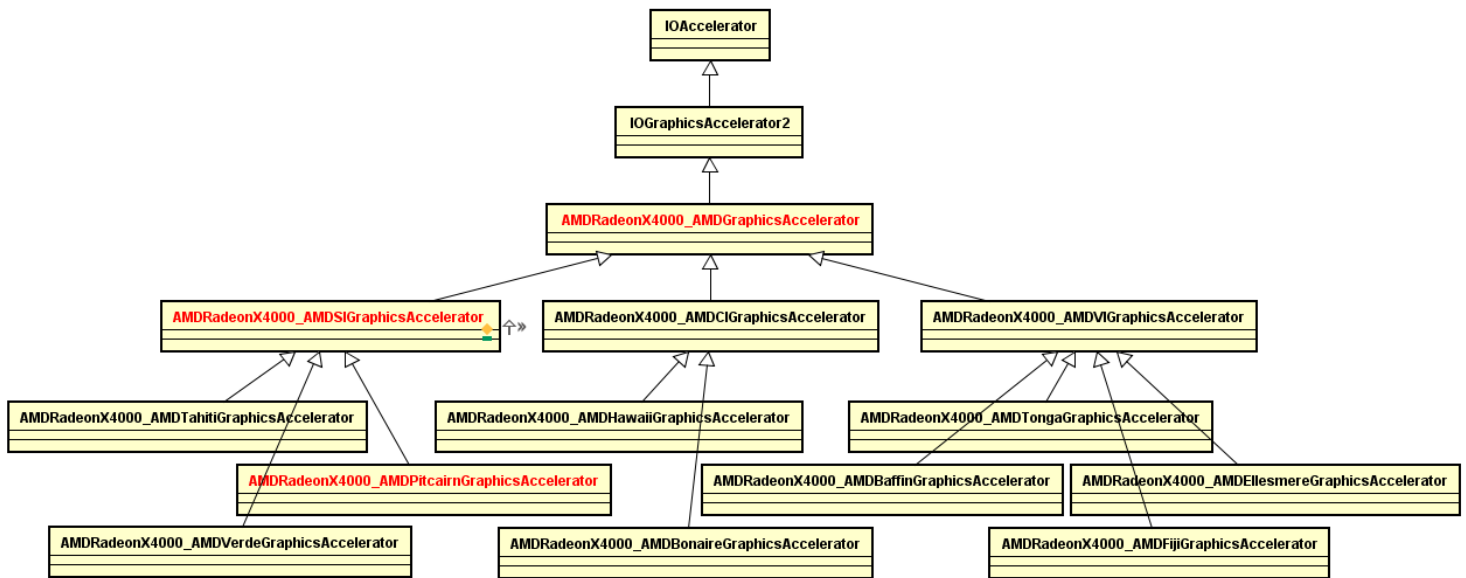 IOAccelerator
IOGraphicsAccelerator2
AMDRadeonX4000_AMDGraphicsAccelerator
AMDRadeonX4000_AMDSIGraphicsAccelerator
AMDRadeonX4000_AMDCIGraphicsAccelerator
AMDRadeonX4000_AMDVIGraphicsAccelerator
AMDRadeonX4000_AMDTahitiGraphicsAccelerator
AMDRadeonX4000_AMDHawaiiGraphicsAccelerator
AMDRadeonX4000_AMDTongaGraphicsAccelerator
AMDRadeonX4000_AMDPitcairnGraphicsAccelerator
AMDRadeonX4000_AMDBaffinGraphicsAccelerator
AMDRadeonX4000_AMDEllesmereGraphicsAccelerator
AMDRadeonX4000_AMDVerdeGraphicsAccelerator
AMDRadeonX4000_AMDBonaireGraphicsAccelerator
AMDRadeonX4000_AMDFijiGraphicsAccelerator